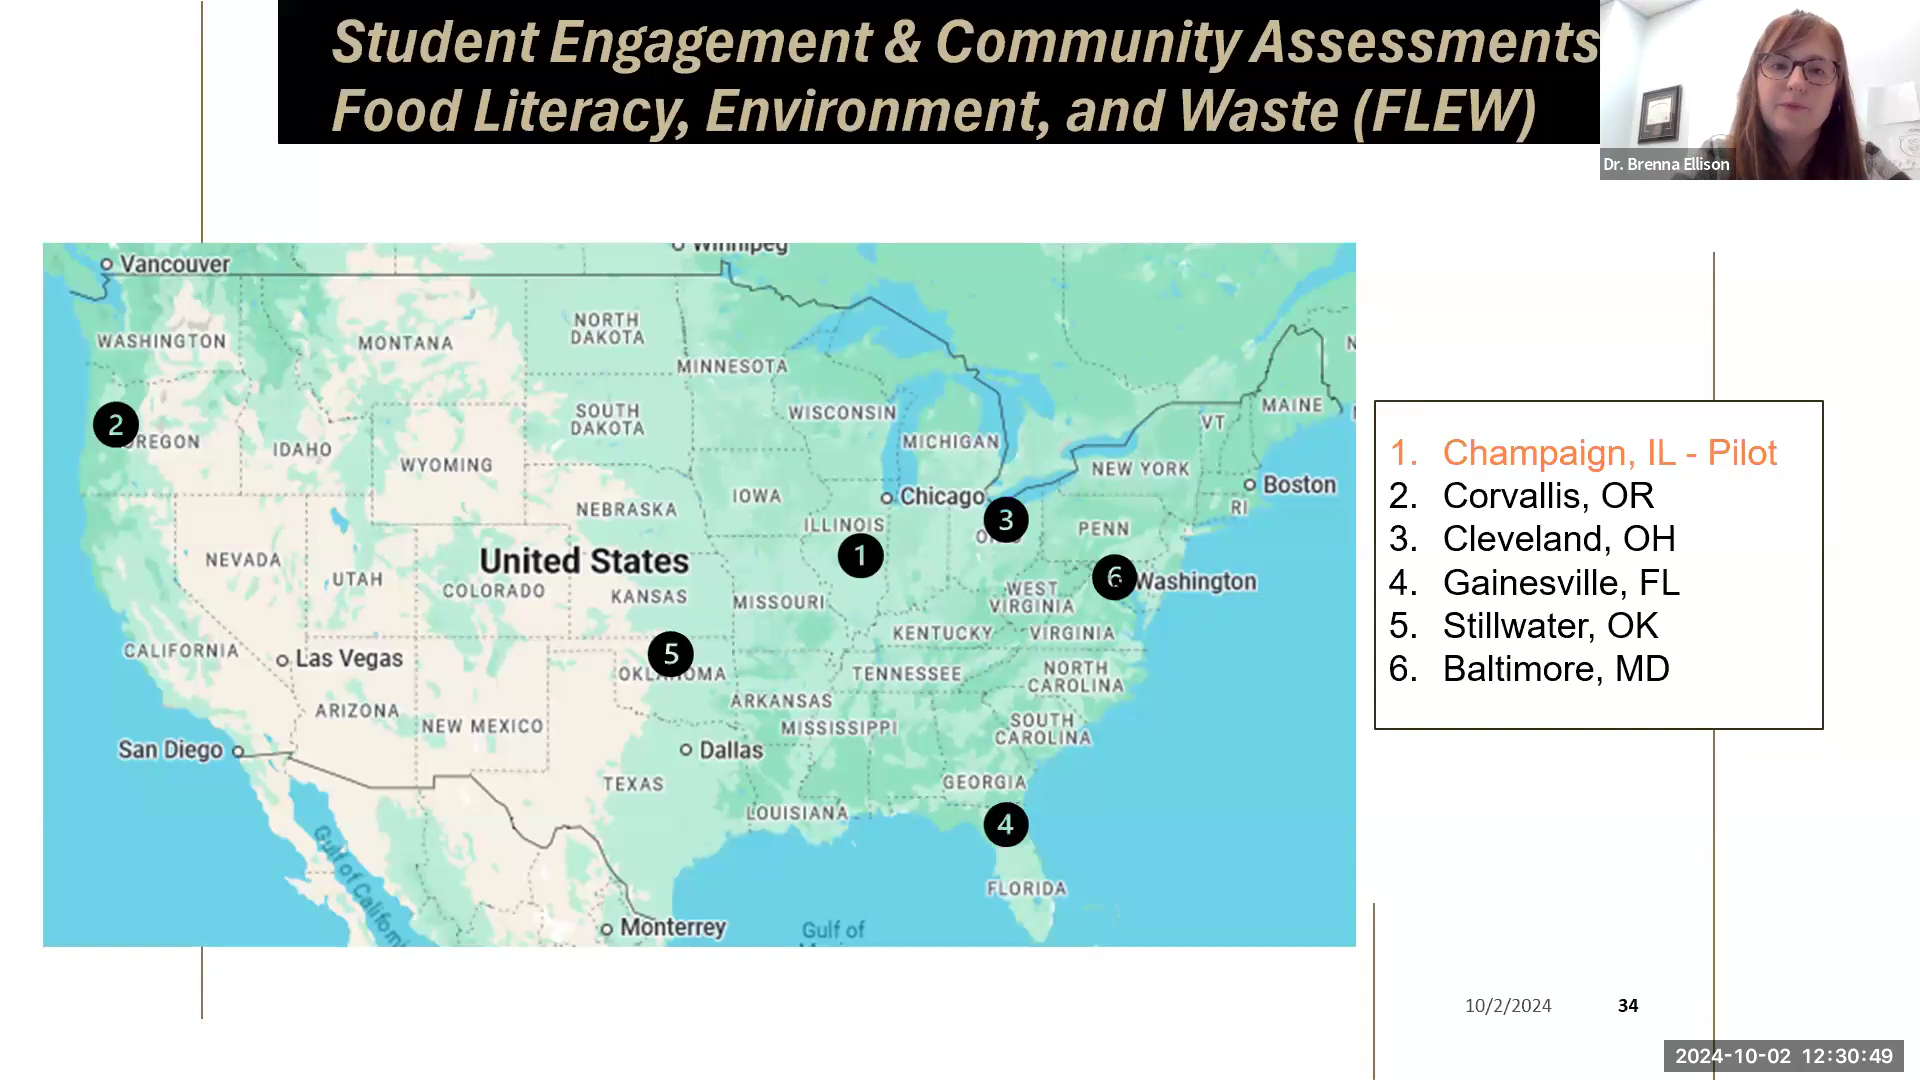 Student Engagement & Community Assessments
Food Literacy, Environment, and Waste (FLEW)
Dr. Brenna Ellison
Winnipeg
Vancouver
WASHINGTON
MONTANA
NORTH
DAKOTA
MINNESOTA
2
OREGON
IDAHO
WYOMING
SOUTH
DAKOTA
WISCONSIN
MICHIGAN
VT
MAINE
NEW YORK
Boston
RI
IOWA
Chicago
NEBRASKA
ILLINOIS
3
PENN
NEVADA
United States
1
UTAH
COLORADO
KANSAS
MISSOURI
WEST
VIRGINIA
6
Washington
CALIFORNIA
Las Vegas
5
OKLAHOMA
KENTUCKY
VIRGINIA
TENNESSEE
NORTH
CAROLINA
ARIZONA
NEW MEXICO
ARKANSAS
MISSISSIPPI
SOUTH
CAROLINA
San Diego
Dallas
TEXAS
GEORGIA
LOUISIANA
4
Gulf of
FLORIDA
Monterrey
Gulf of
1. Champaign, IL - Pilot
2. Corvallis, OR
3. Cleveland, OH
4. Gainesville, FL
5. Stillwater, OK
6. Baltimore, MD
10/2/2024
34
2024-10-02 12:30:49